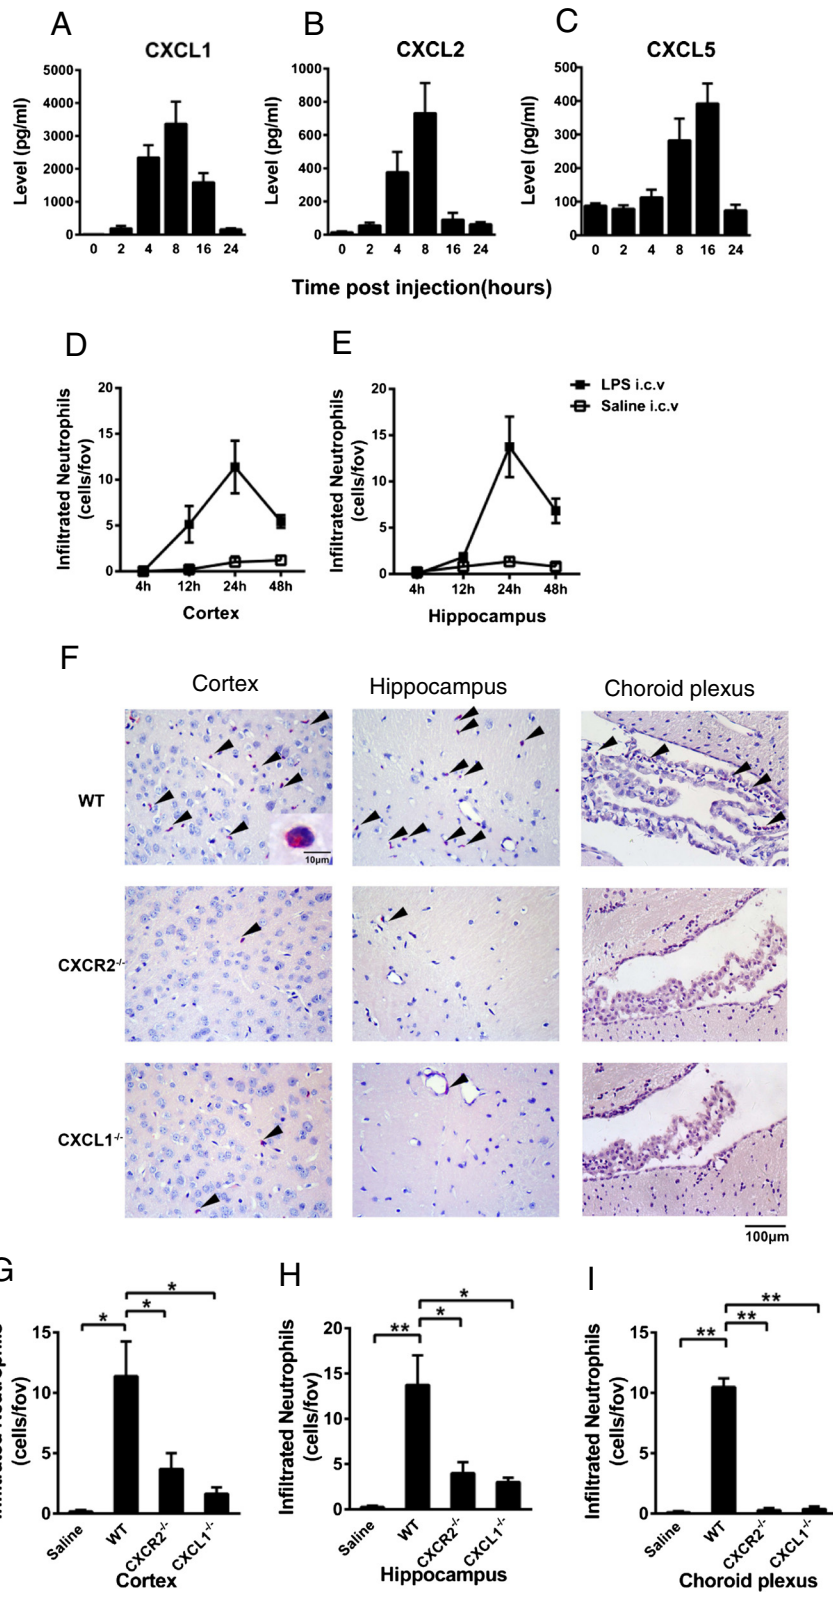 A
B
C
CXCL1
CXCL2
CXCL5
Level (pg/ml)
5000
4000
3000
2000
1000
0
0 2 4 8 16 24
Level (pg/ml)
1000
800
600
400
200
0
0 2 4 8 16 24
Level (pg/ml)
500
400
300
200
100
0
0 2 4 8 16 24
Time post injection(hours)
D
E
LPS i.c.v
Saline i.c.v
Infiltrated Neutrophils
(cells/fov)
20
15
10
5
0
4h 12h 24h 48h
Cortex
Infiltrated Neutrophils
(cells/fov)
20
15
10
5
0
4h 12h 24h 48h
Hippocampus
F
Cortex
Hippocampus
Choroid plexus
WT
10µm
CXCR2-/-
CXCL1-/-
100µm
G
H
I
Infiltrated Neutrophils
(cells/fov)
15
10
5
0
*
*
*
Saline
WT
CXCR2-/-
CXCL1-/-
Cortex
Infiltrated Neutrophils
(cells/fov)
20
15
10
5
0
**
*
*
Saline
WT
CXCR2-/-
CXCL1-/-
Hippocampus
Infiltrated Neutrophils
(cells/fov)
15
10
5
0
**
**
**
Saline
WT
CXCR2-/-
CXCL1-/-
Choroid plexus